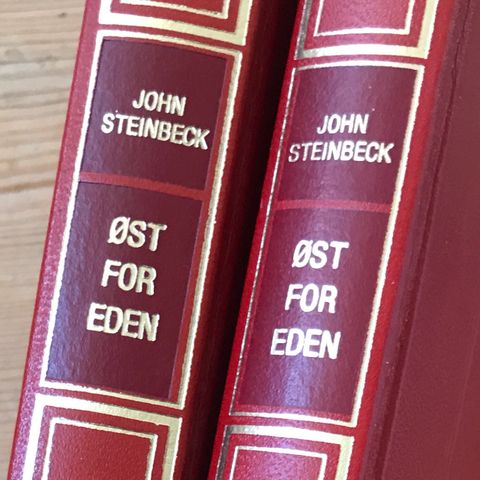 JOHN
STEINBECK
ØST
FOR
EDEN
JOHN
STEINBECK
ØST
FOR
EDEN